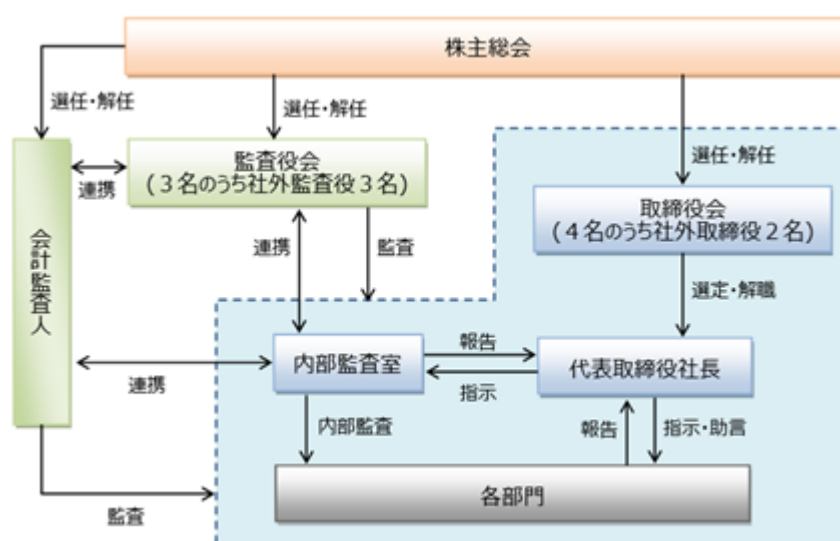 株主総会
選任・解任
選任・解任
選任・解任
監査役会
(3名のうち社外監査役3名)
連携
会計監査人
取締役会
(4名のうち社外取締役2名)
連携
監査
選定・解職
内部監査室
報告
指示
代表取締役社長
連携
内部監査
報告
指示・助言
各部門
監査